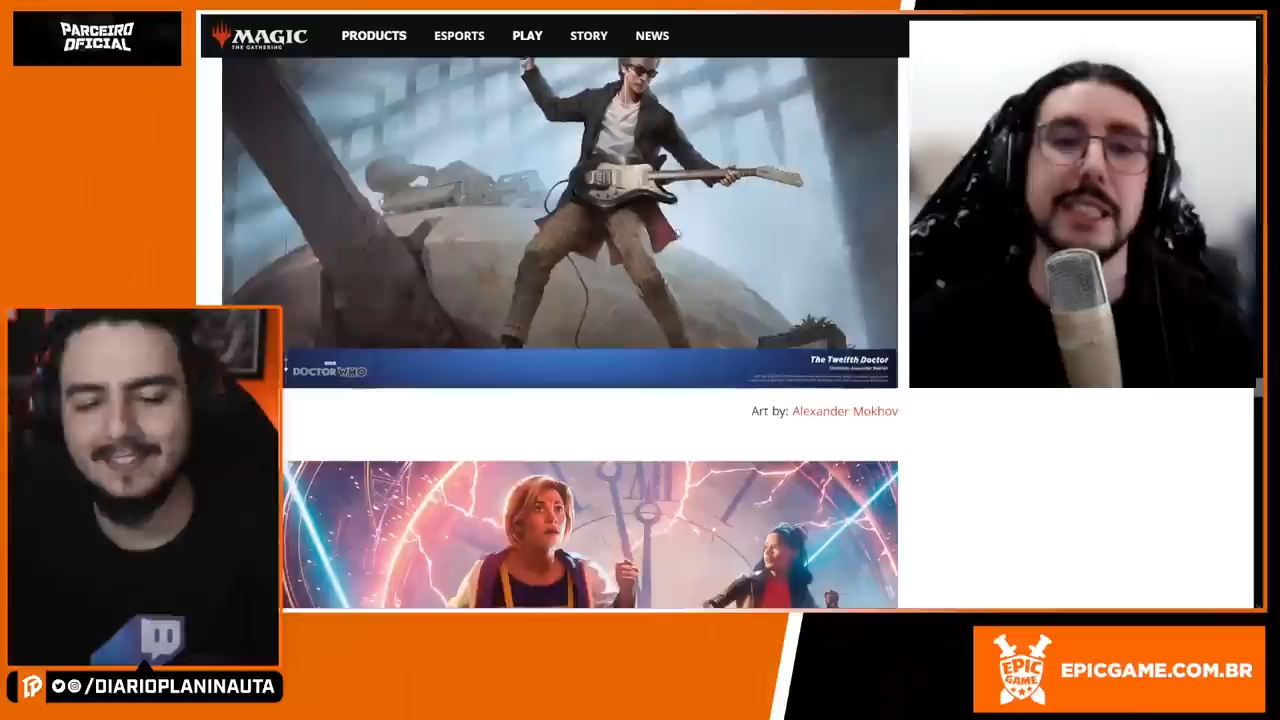 PARCEIRO
OFICIAL
MAGIC
THE GATHERING
PRODUCTS
ESPORTS
PLAY
STORY
NEWS
BBC
DOCTOR WHO
The Twelfth Doctor
Art by: Alexander Mokhov
/DIARIOPLANINAUTA
EPIC
GAME
EPICGAME.COM.BR